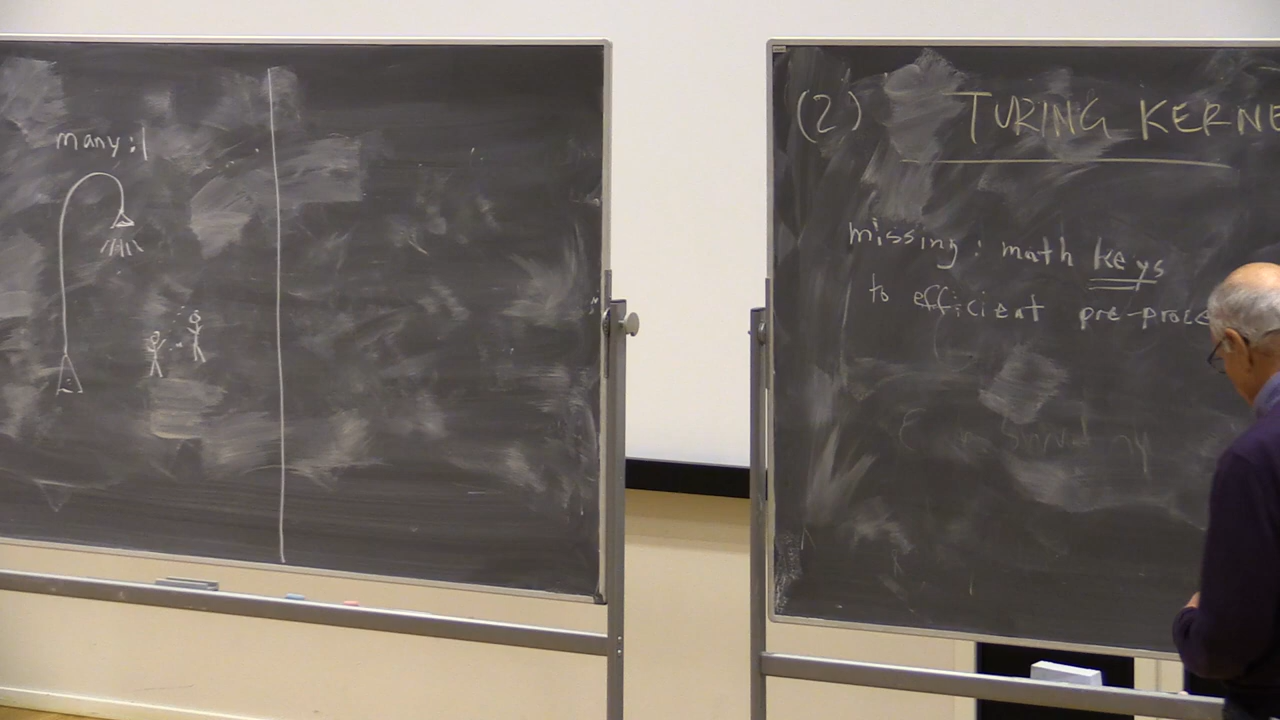 many:1
(2) TURING KERNE
missing: math keys
to efficient pre-proce